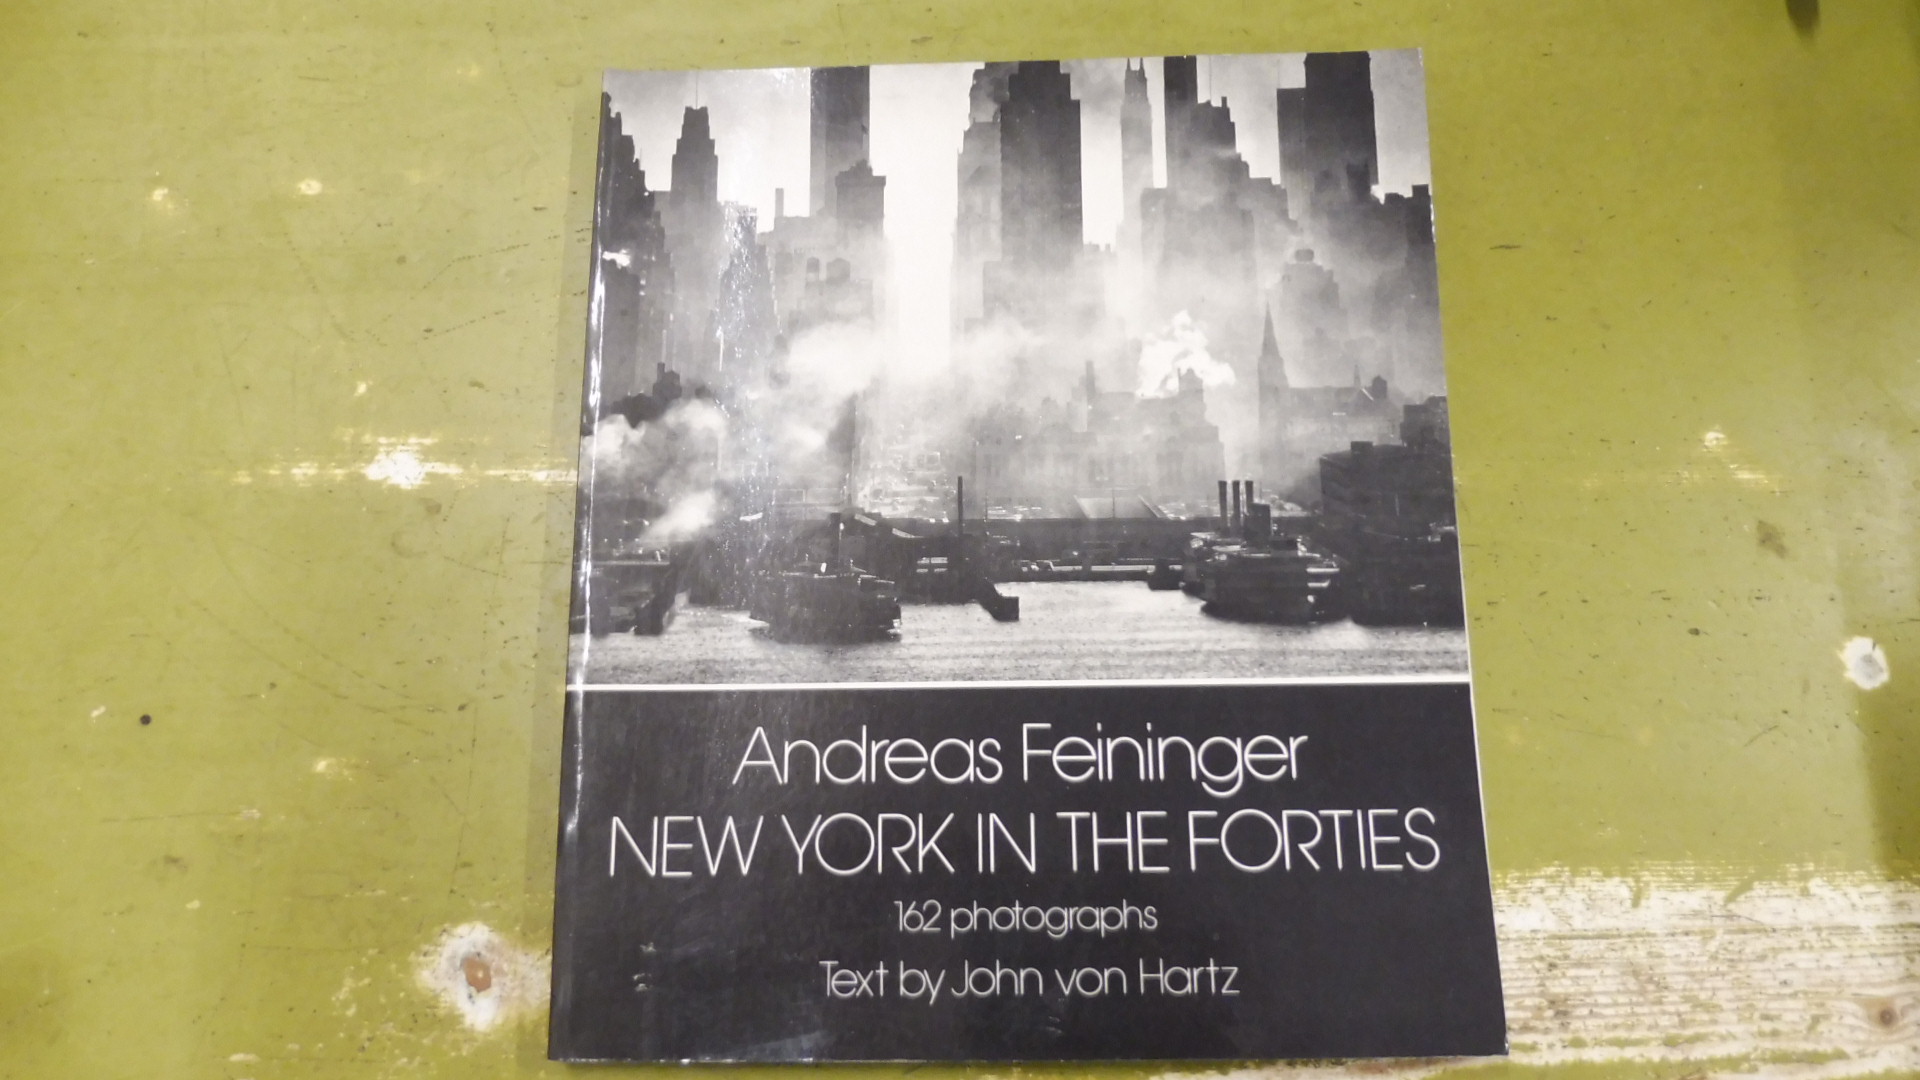 Andreas Feininger
NEW YORK IN THE FORTIES
162 photographs
Text by John von Hartz